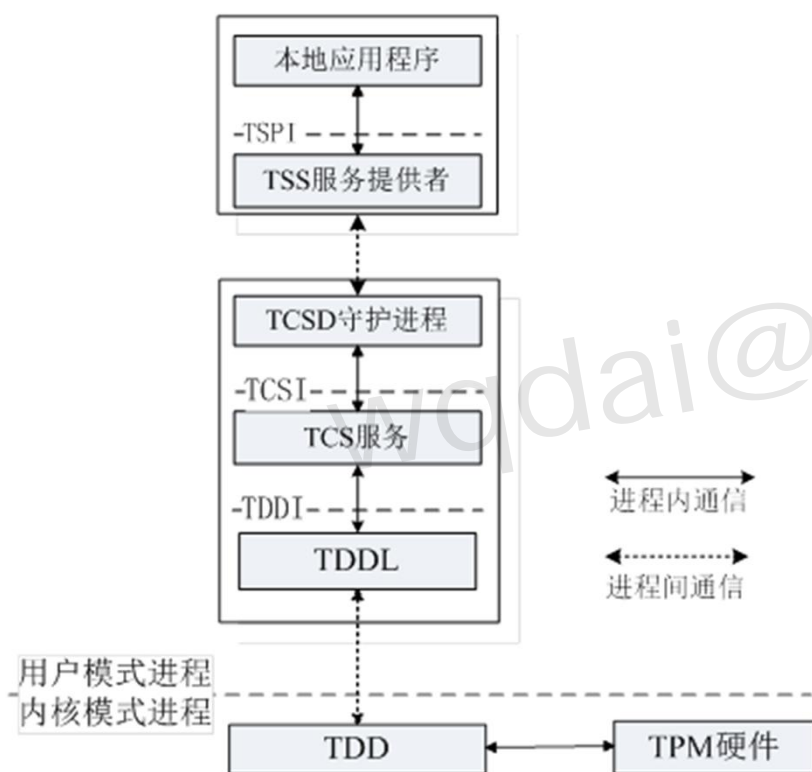 本地应用程序
TSPI
TSS服务提供者
TCSD守护进程
TCSI
TCS服务
TDDI
TDDL
进程内通信
进程间通信
用户模式进程
内核模式进程
TDD
TPM硬件
wqdai@